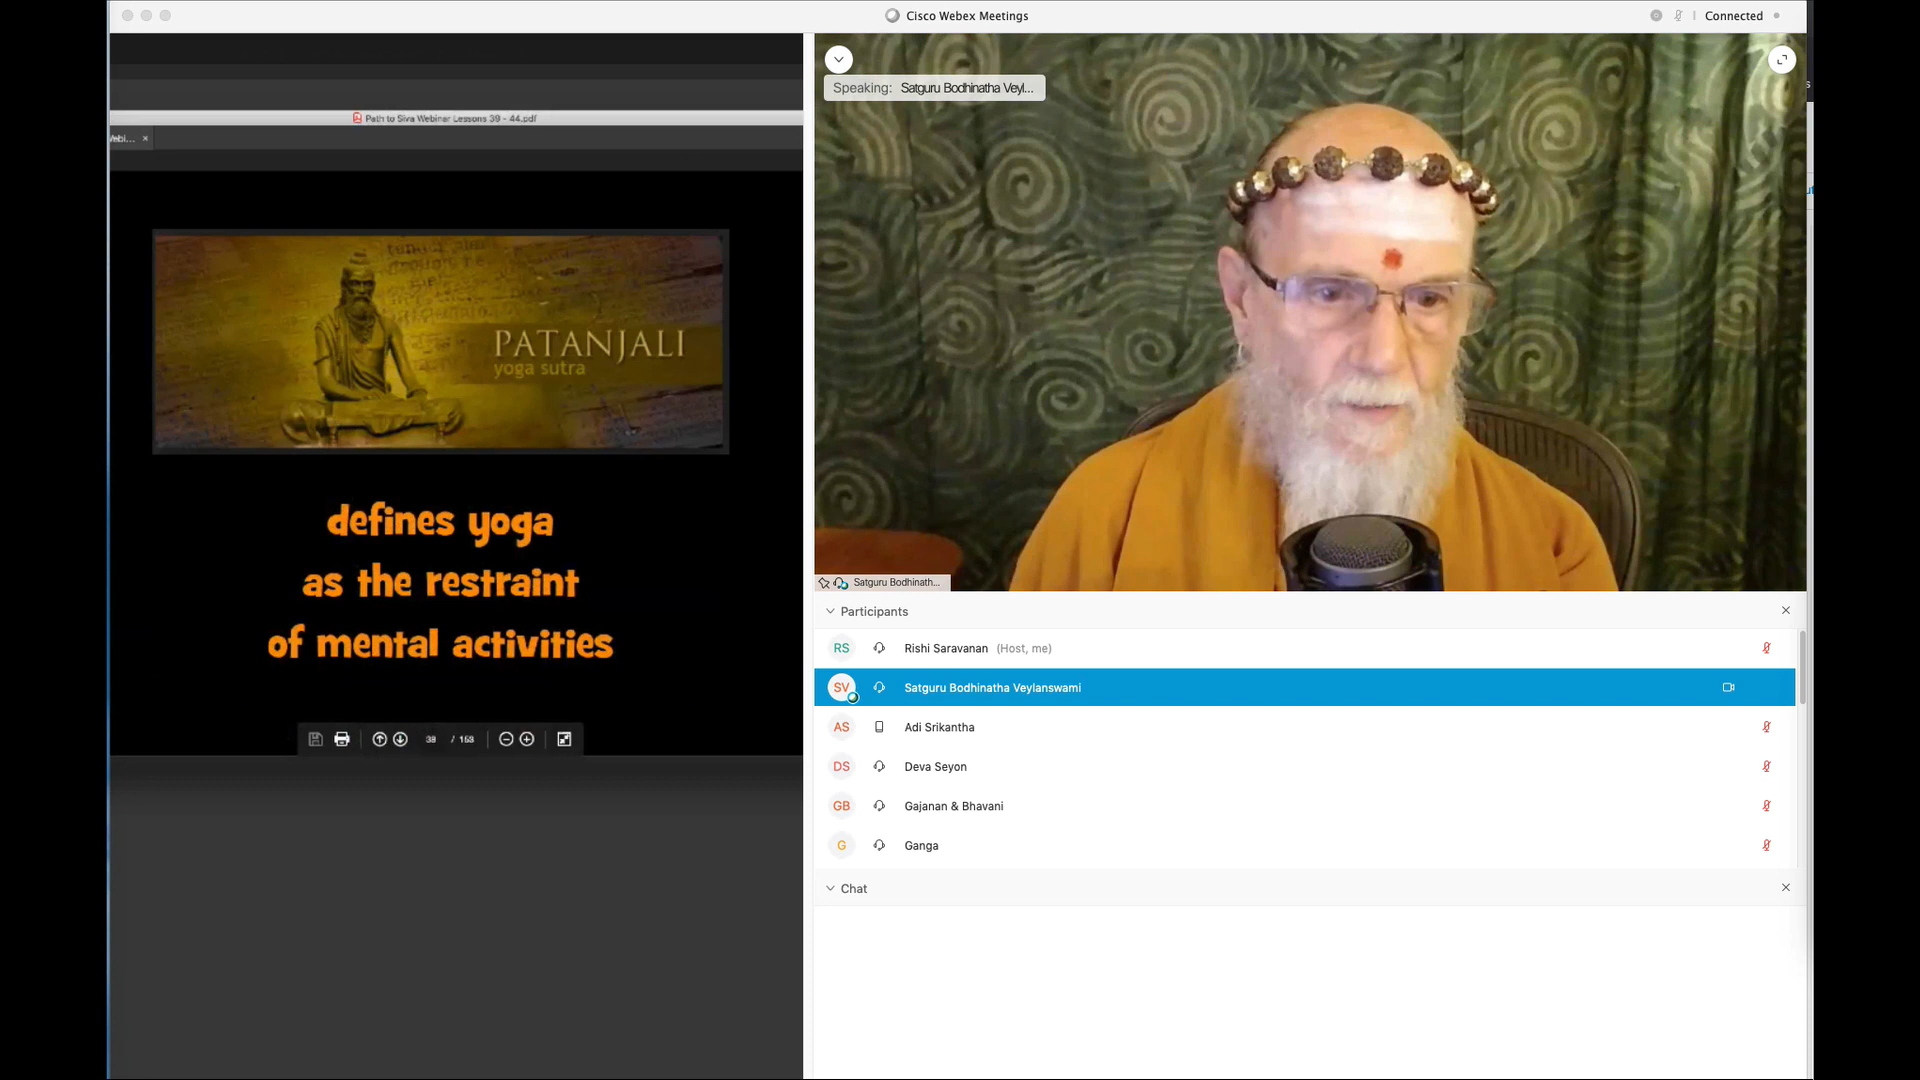 Cisco Webex Meetings
Connected
Path to Siva Webinar Lessons 39 - 44.pdf
Webi...
PATANJALI
yoga sutra
defines yoga
as the restraint
of mental activities
38 / 153
Speaking: Satguru Bodhinatha Veyl...
Satguru Bodhinath...
Participants
RS Rishi Saravanan (Host, me)
SV Satguru Bodhinatha Veylanswami
AS Adi Srikantha
DS Deva Seyon
GB Gajanan & Bhavani
G Ganga
Chat